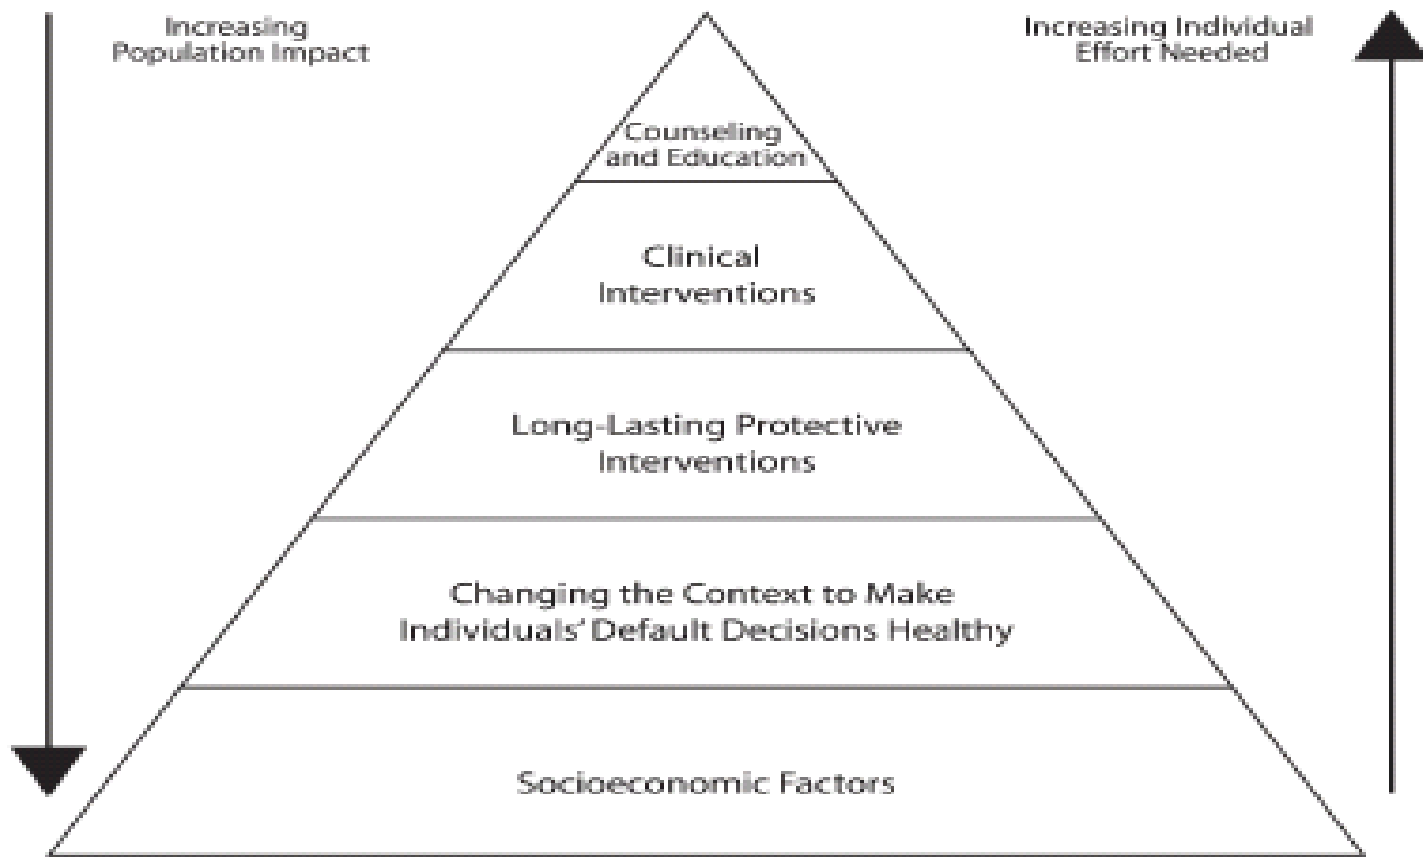 Increasing
Population Impact
Increasing Individual
Effort Needed
Counseling
and Education
Clinical
Interventions
Long-Lasting Protective
Interventions
Changing the Context to Make
Individuals' Default Decisions Healthy
Socioeconomic Factors